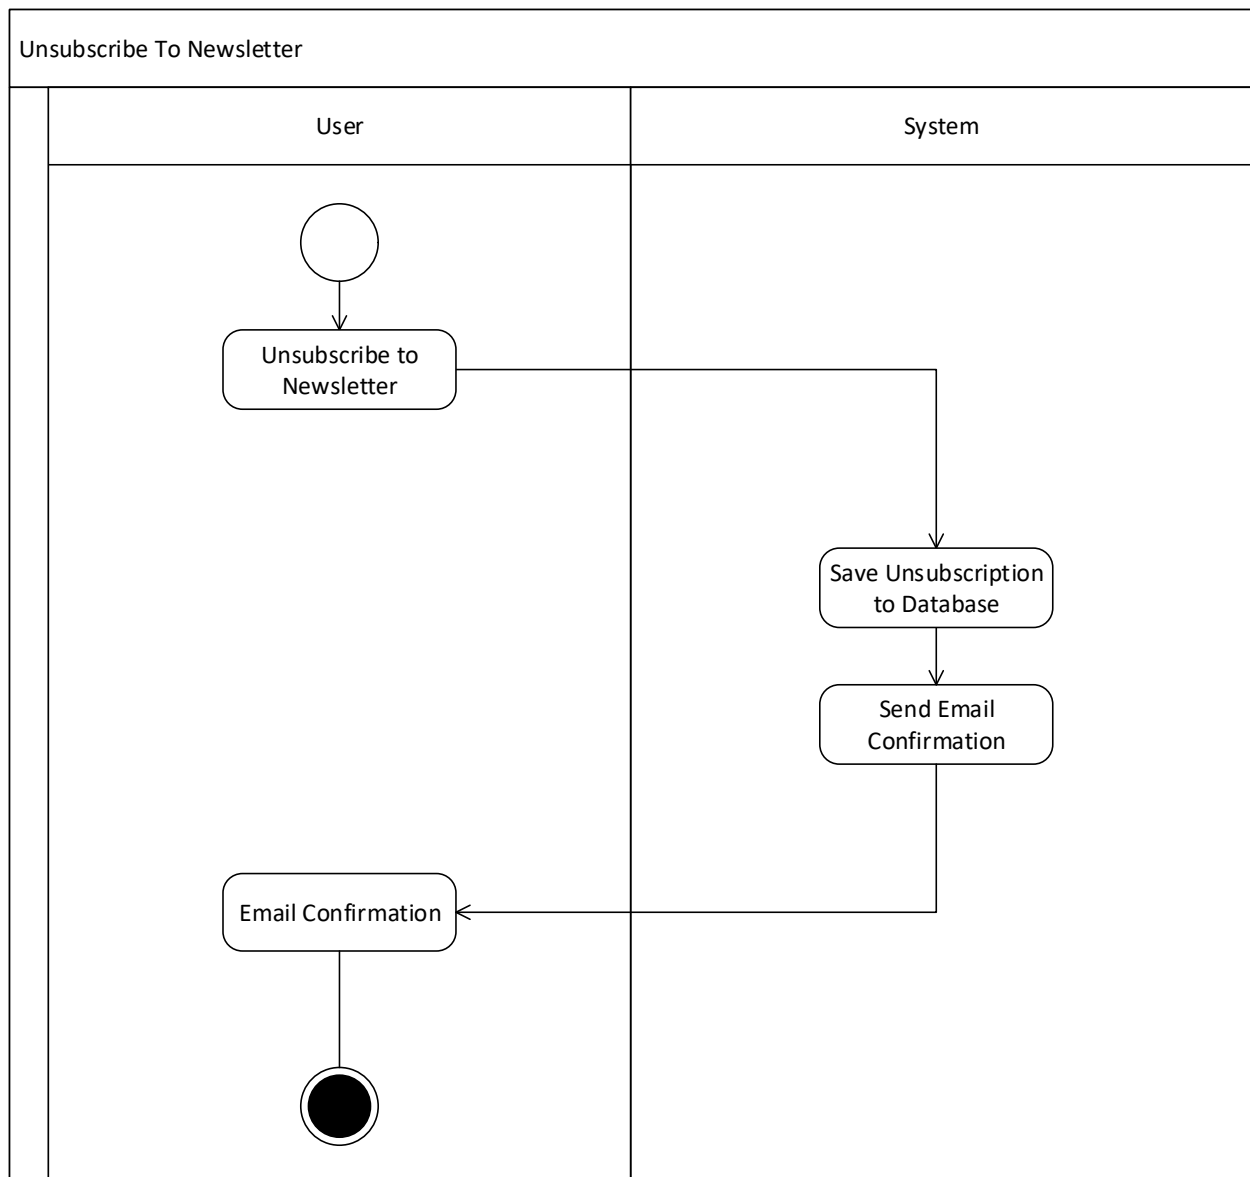 Unsubscribe To Newsletter
User
System
Unsubscribe to
Newsletter
Save Unsubscription
to Database
Send Email
Confirmation
Email Confirmation